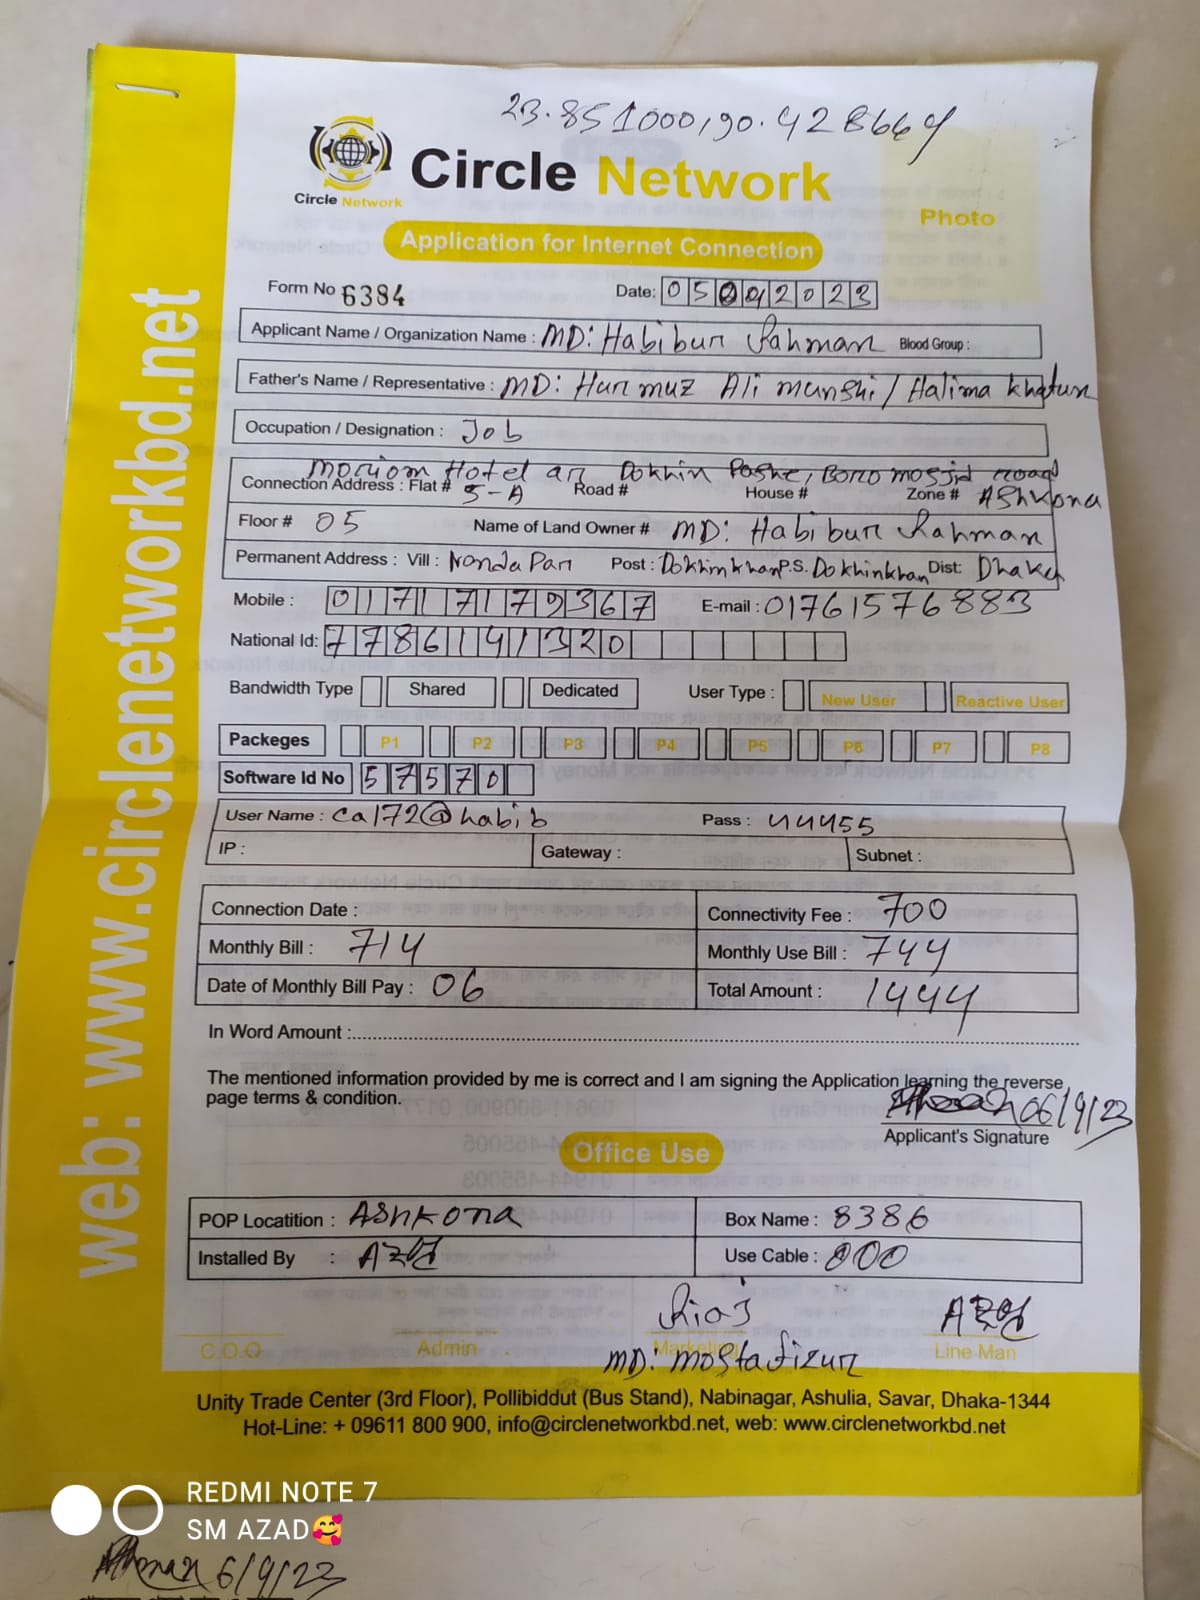 23.851000,90.428664
Circle Network
Circle Network
Photo
Application for Internet Connection
Form No 6384 Date: 05042023
Applicant Name / Organization Name : MD: Habibur Rahman Blood Group :
Father's Name / Representative : MD: Hurmuz Ali Munshi / Halima Khatun
Occupation / Designation : Job
Moriom Hotel ar Dokhin Pashe, Boro mosjid road
Connection Address : Flat # 5-A Road # House # Zone # AShkona
Floor # 05 Name of Land Owner # MD: Habibur Rahman
Permanent Address : Vill : Post : Dokhinkhan P.S. Dokhinkhan Dist: Dhaka
Mobile : 01717179367 E-mail : 01761576883
National Id: 7786141320
Bandwidth Type Shared Dedicated User Type : New User Reactive User
Packeges P1 P2 P3 P4 P5 P6 P7 P8
Software Id No 57570
User Name : ca172@habib Pass : 44455
IP : Gateway : Subnet :
Connection Date : Connectivity Fee : 700
Monthly Bill : 714 Monthly Use Bill : 744
Date of Monthly Bill Pay : 06 Total Amount : 1444
In Word Amount :
The mentioned information provided by me is correct and I am signing the Application learning the reverse
page terms & condition.
06/4/23
Applicant's Signature
Office Use
POP Locatition : AShkona Box Name : 8386
Installed By : Use Cable : 000
Riaj
C.O.O Admin Marketing Line Man
MD: Mostafizur
Unity Trade Center (3rd Floor), Pollibiddut (Bus Stand), Nabinagar, Ashulia, Savar, Dhaka-1344
Hot-Line: + 09611 800 900, info@circlenetworkbd.net, web: www.circlenetworkbd.net
web: www.circlenetworkbd.net
REDMI NOTE 7
SM AZAD🥰
6/4/23